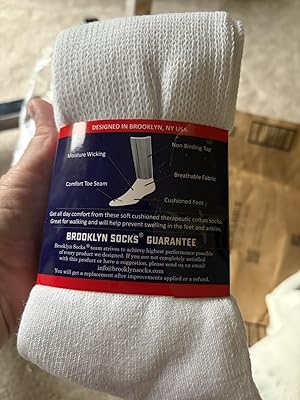 DESIGNED IN BROOKLYN, NY USA
Moisture Wicking
Non Binding Top
Breathable Fabric
Comfort Toe Seam
Cushioned Foot
Get all day comfort from these soft cushioned therapeutic cotton socks.
Great for walking and will help prevent swelling in the feet and ankles.
BROOKLYN SOCKS® GUARANTEE
Brooklyn Socks® team strives to achieve highest performance possible
of every product we designed. If you are not completely satisfied
with this product or have a suggestion, please send us an email:
info@brooklynsocks.com.
You will get a replacement after improvements applied or a refund.